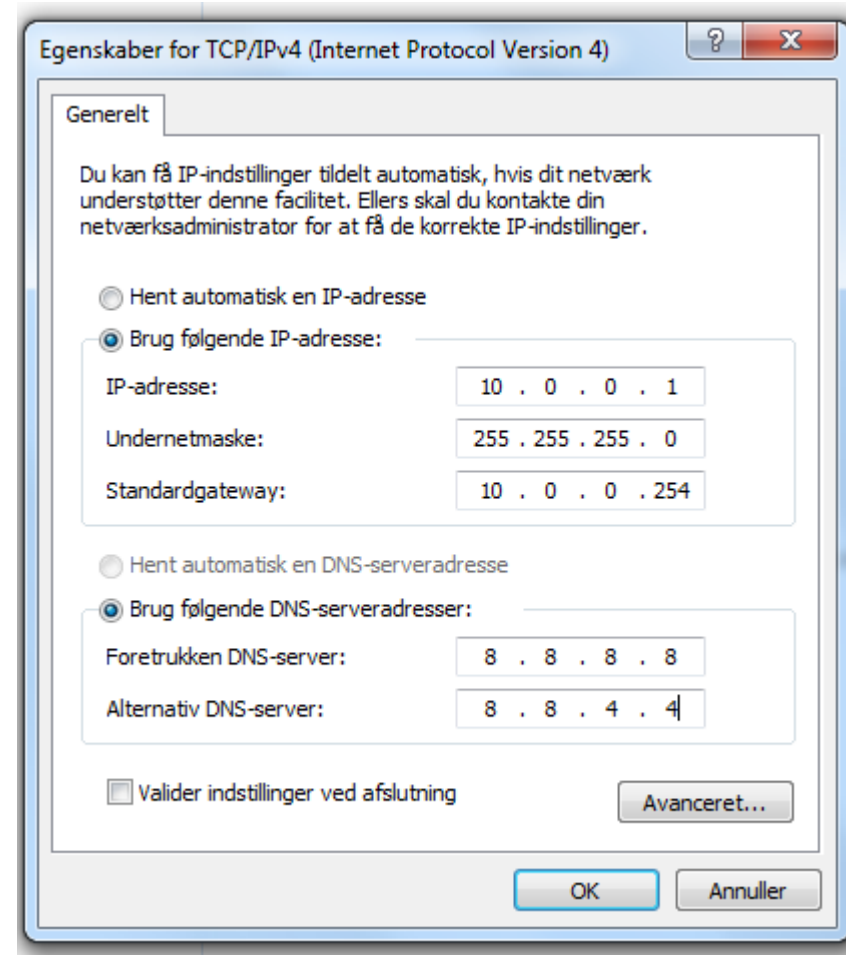 Egenskaber for TCP/IPv4 (Internet Protocol Version 4)
?
Generelt
Du kan få IP-indstillinger tildelt automatisk, hvis dit netværk
understøtter denne facilitet. Ellers skal du kontakte din
netværksadministrator for at få de korrekte IP-indstillinger.
Hent automatisk en IP-adresse
Brug følgende IP-adresse:
IP-adresse: 10 . 0 . 0 . 1
Undernetmaske: 255 . 255 . 255 . 0
Standardgateway: 10 . 0 . 0 . 254
Hent automatisk en DNS-serveradresse
Brug følgende DNS-serveradresser:
Foretrukken DNS-server: 8 . 8 . 8 . 8
Alternativ DNS-server: 8 . 8 . 4 . 4
Valider indstillinger ved afslutning
Avanceret...
OK Annuller